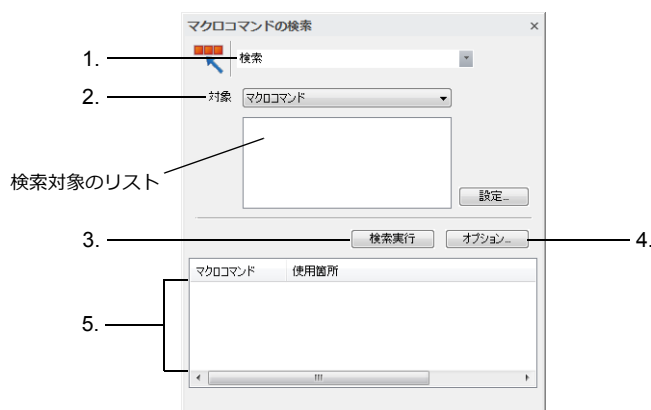 マクロコマンドの検索 ×
1. 検索
2. 対象 マクロコマンド
検索対象のリスト
設定...
3. 検索実行 オプション... 4.
マクロコマンド 使用箇所
5.